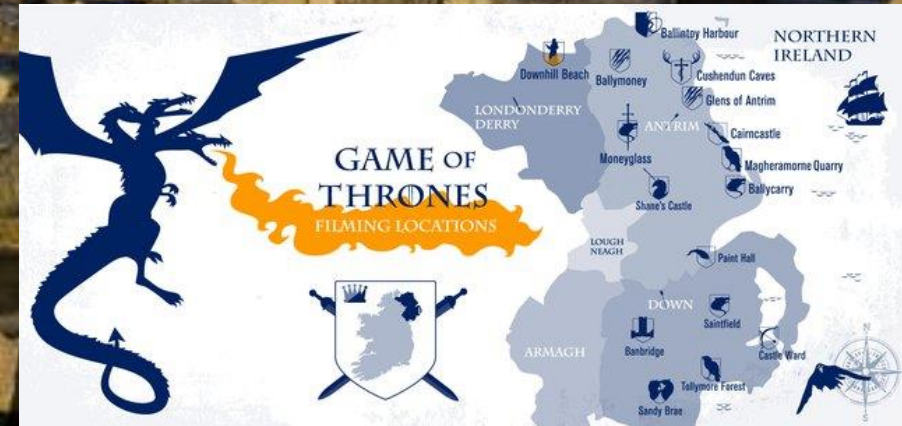 GAME OF
THRONES
FILMING LOCATIONS
NORTHERN
IRELAND
Ballintoy Harbour
Downhill Beach
Ballymoney
Cushendun Caves
Glens of Antrim
LONDONDERRY
DERRY
ANTRIM
Cairncastle
Moneyglass
Magheramorne Quarry
Ballycarry
Shane's Castle
LOUGH
NEAGH
Paint Hall
DOWN
Saintfield
ARMAGH
Banbridge
Castle Ward
Tollymore Forest
Sandy Brae
N
S